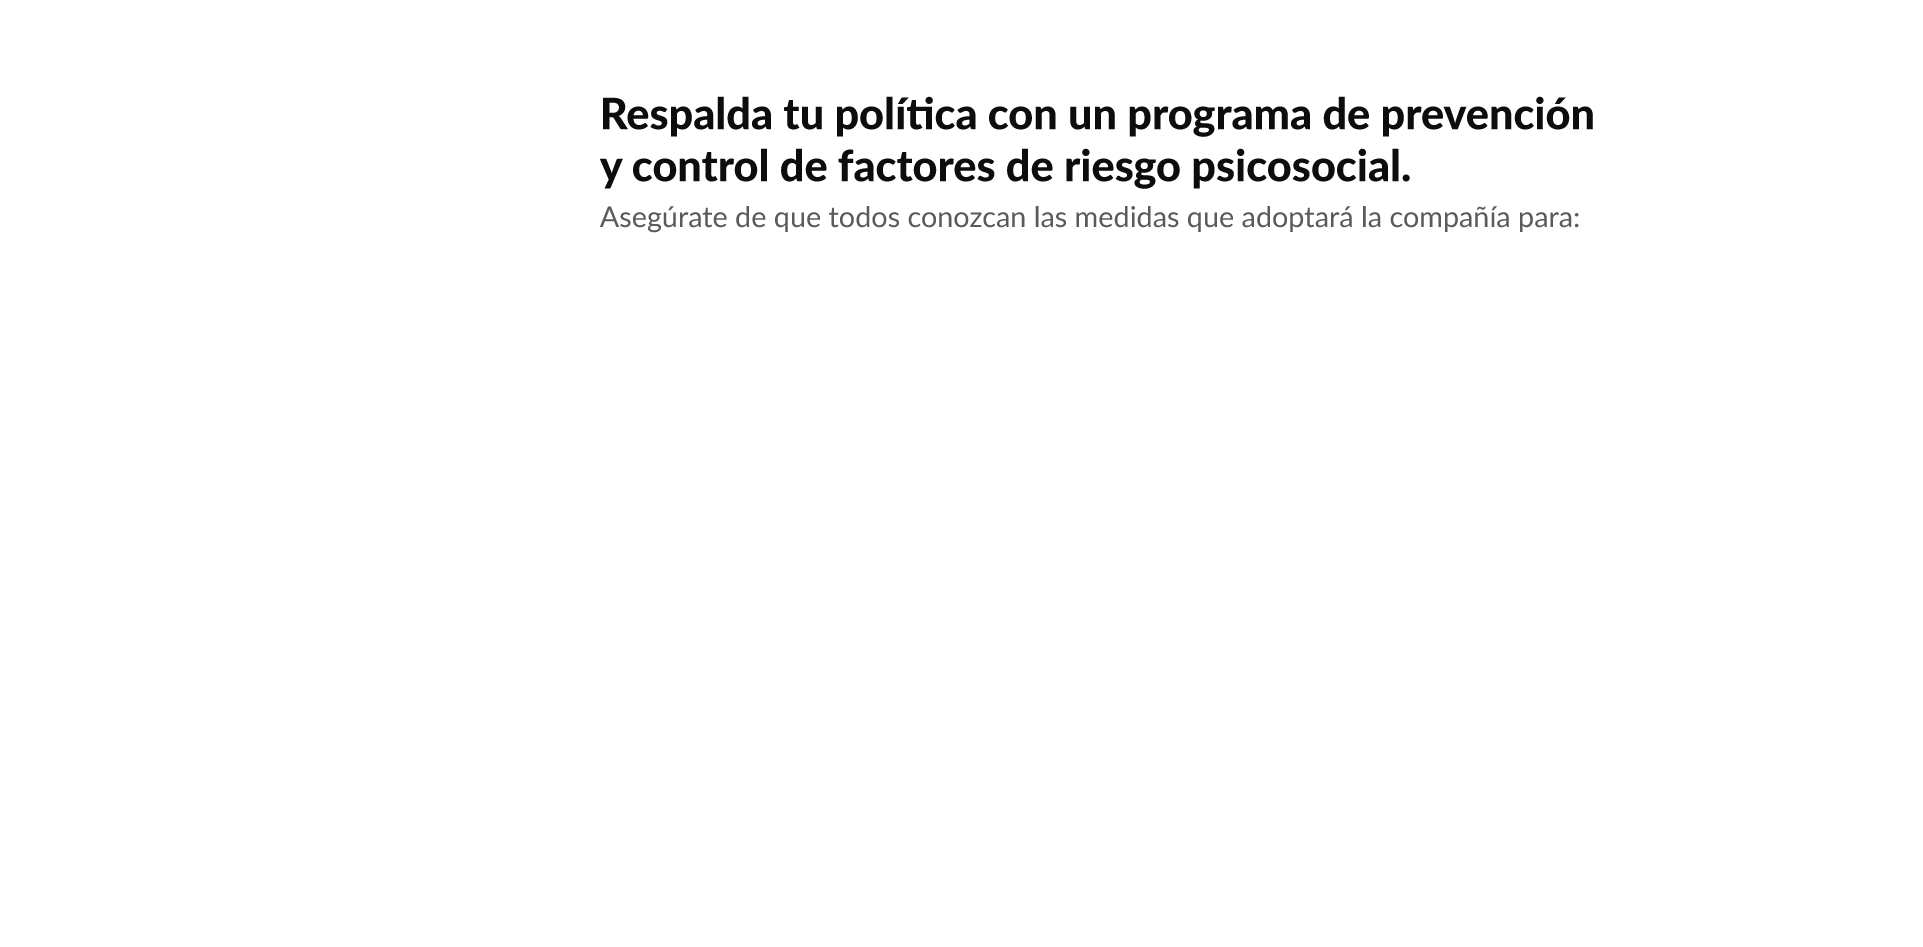 Respalda tu política con un programa de prevención
y control de factores de riesgo psicosocial.
Asegúrate de que todos conozcan las medidas que adoptará la compañía para: